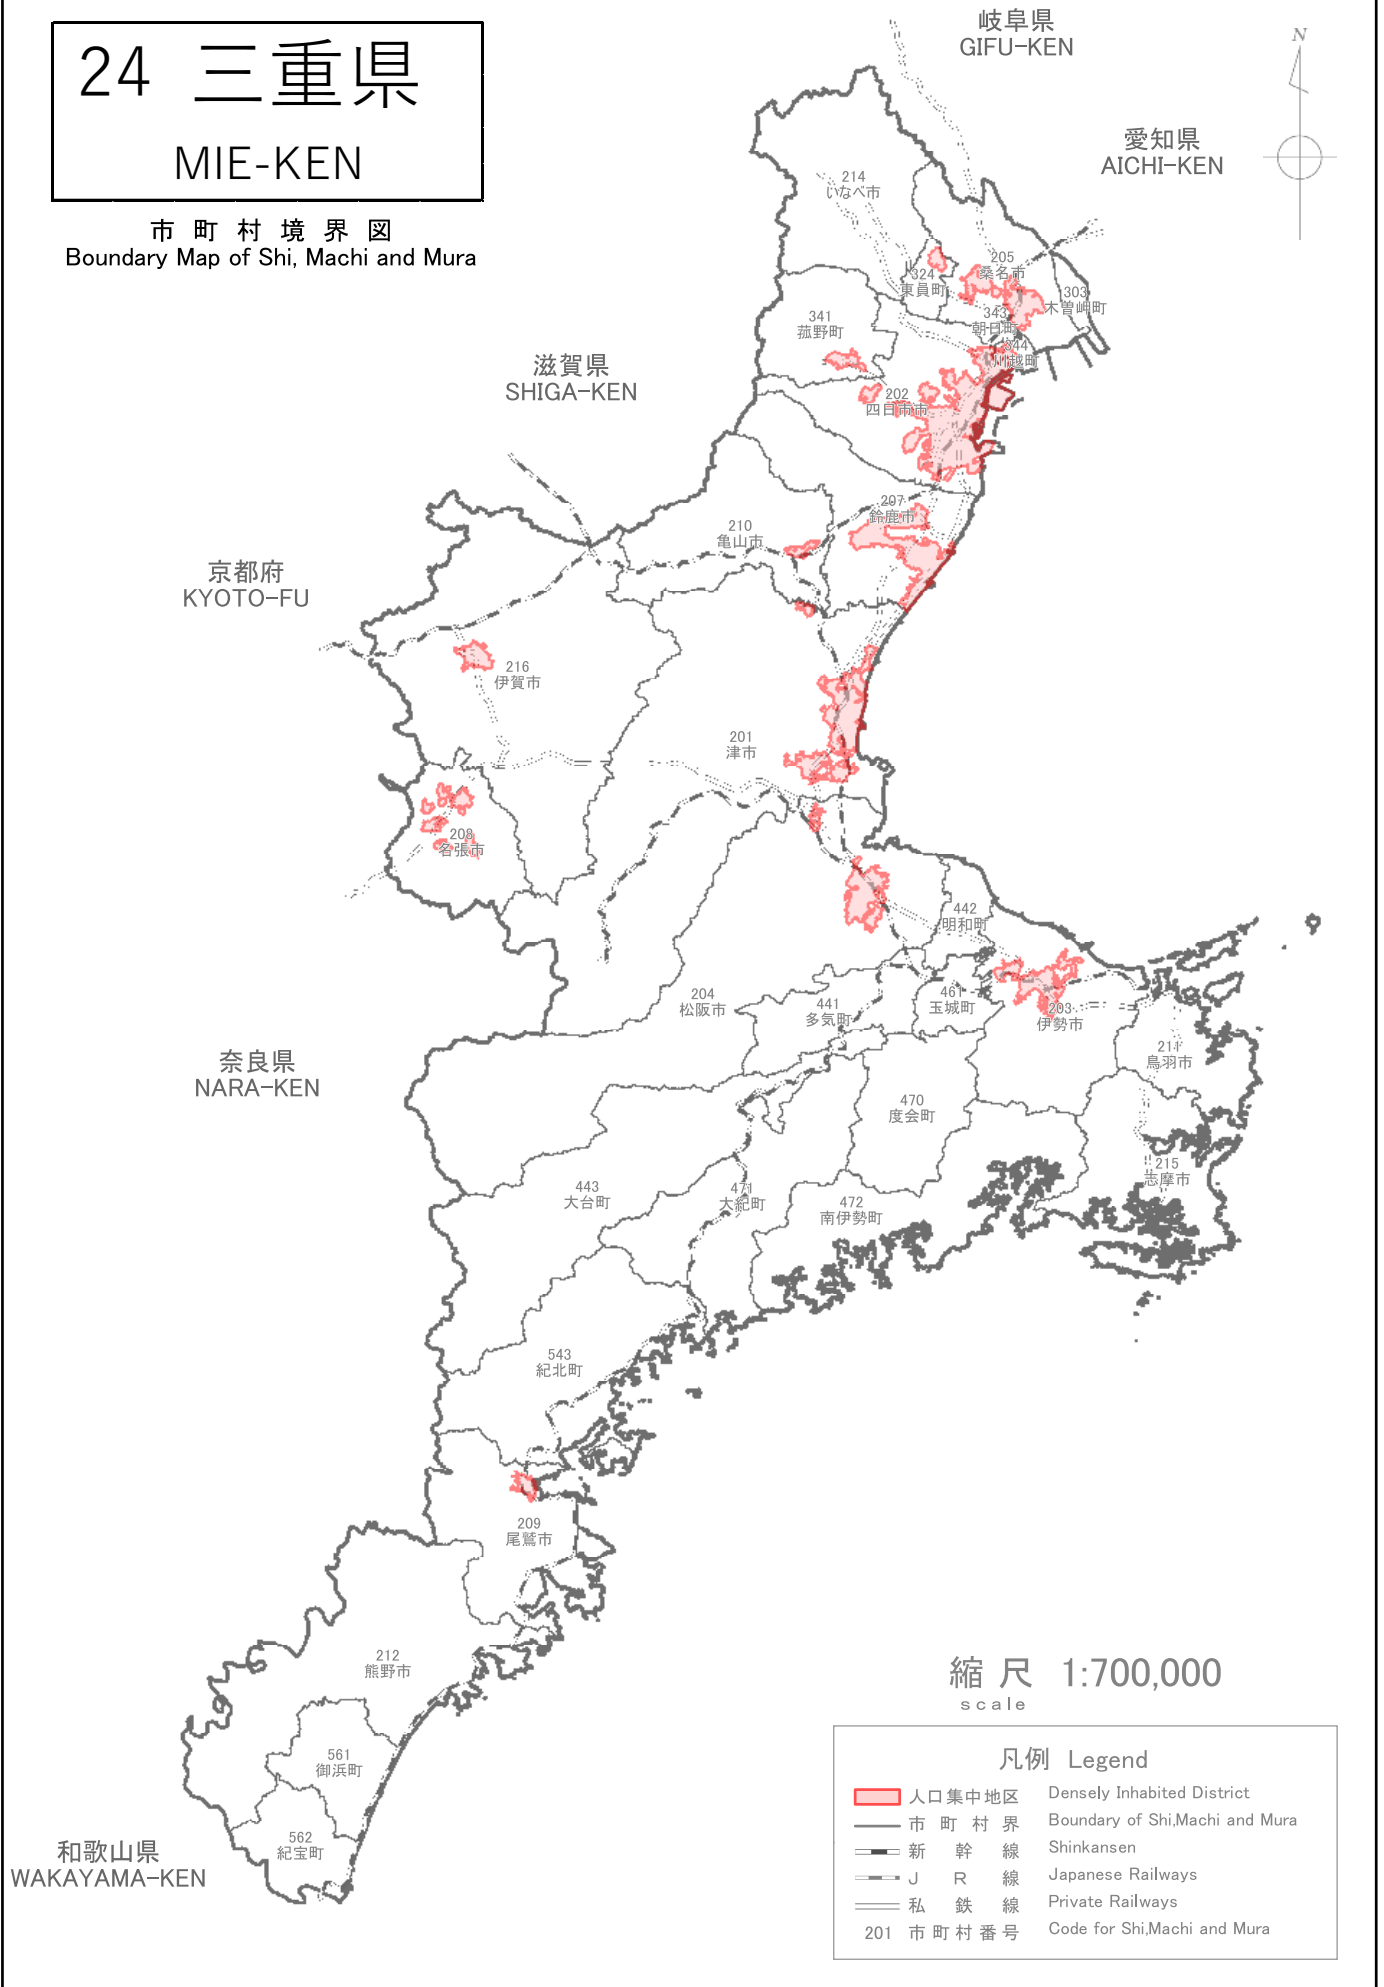 24 三重県
MIE-KEN
市町村境界図
Boundary Map of Shi, Machi and Mura
岐阜県
GIFU-KEN
N
愛知県
AICHI-KEN
214
いなべ市
205
桑名市
324
東員町
303
木曽岬町
341
菰野町
343
朝日町
344
川越町
滋賀県
SHIGA-KEN
202
四日市市
207
鈴鹿市
210
亀山市
京都府
KYOTO-FU
216
伊賀市
201
津市
208
名張市
442
明和町
204
松阪市
441
多気町
461
玉城町
203
伊勢市
211
鳥羽市
奈良県
NARA-KEN
470
度会町
215
志摩市
443
大台町
471
大紀町
472
南伊勢町
543
紀北町
209
尾鷲市
212
熊野市
561
御浜町
562
紀宝町
和歌山県
WAKAYAMA-KEN
縮尺 1:700,000
scale
凡例 Legend
人口集中地区 Densely Inhabited District
市町村界 Boundary of Shi,Machi and Mura
新幹線 Shinkansen
JR線 Japanese Railways
私鉄線 Private Railways
201 市町村番号 Code for Shi,Machi and Mura